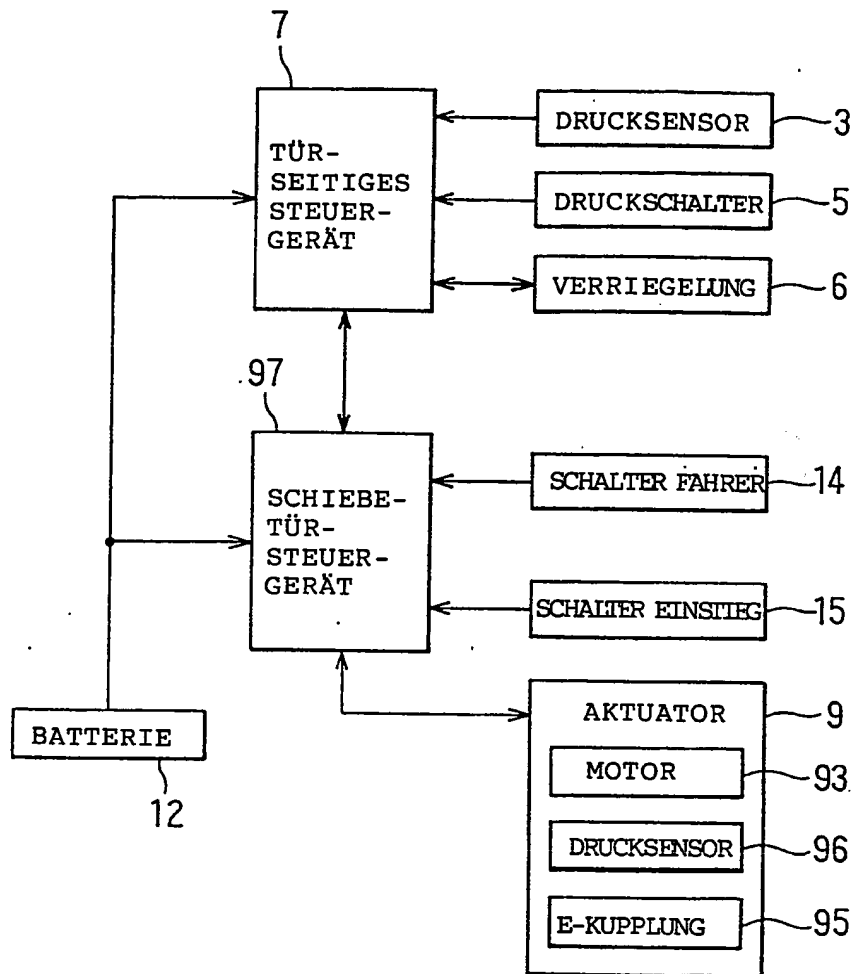 7
TÜR-
SEITIGES
STEUER-
GERÄT
DRUCKSENSOR 3
DRUCKSCHALTER 5
VERRIEGELUNG 6
97
SCHIEBE-
TÜR-
STEUER-
GERÄT
SCHALTER FAHRER 14
SCHALTER EINSTIEG 15
BATTERIE
12
AKTUATOR 9
MOTOR 93
DRUCKSENSOR 96
E-KUPPLUNG 95